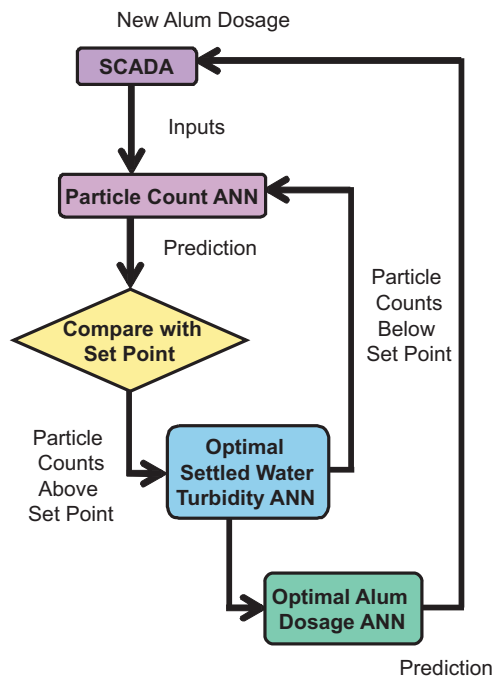 New Alum Dosage
SCADA
Inputs
Particle Count ANN
Prediction
Compare with
Set Point
Particle
Counts
Below
Set Point
Particle
Counts
Above
Set Point
Optimal
Settled Water
Turbidity ANN
Optimal Alum
Dosage ANN
Prediction